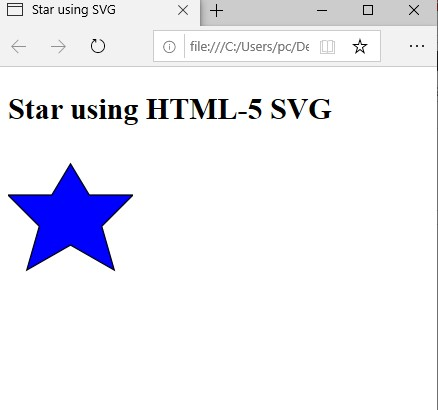 Star using SVG
file:///C:/Users/pc/De
Star using HTML-5 SVG